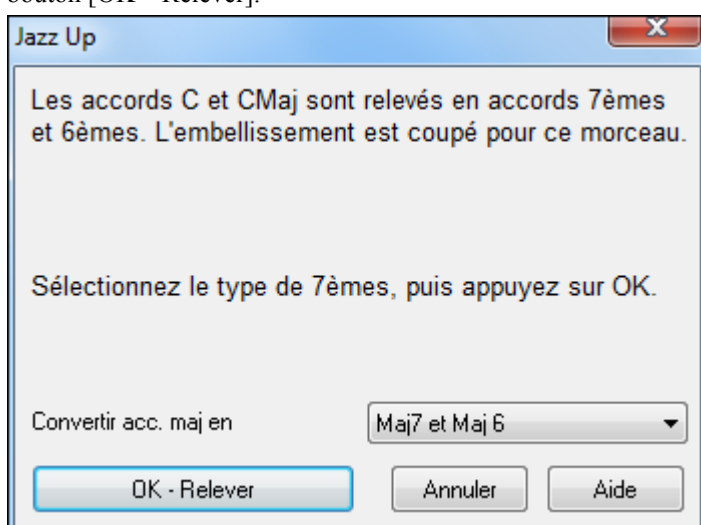 bouton [OK - Relever].
Jazz Up
Les accords C et CMaj sont relevés en accords 7èmes
et 6èmes. L'embellissement est coupé pour ce morceau.
Sélectionnez le type de 7èmes, puis appuyez sur OK.
Convertir acc. maj en
Maj7 et Maj 6
OK - Relever
Annuler
Aide